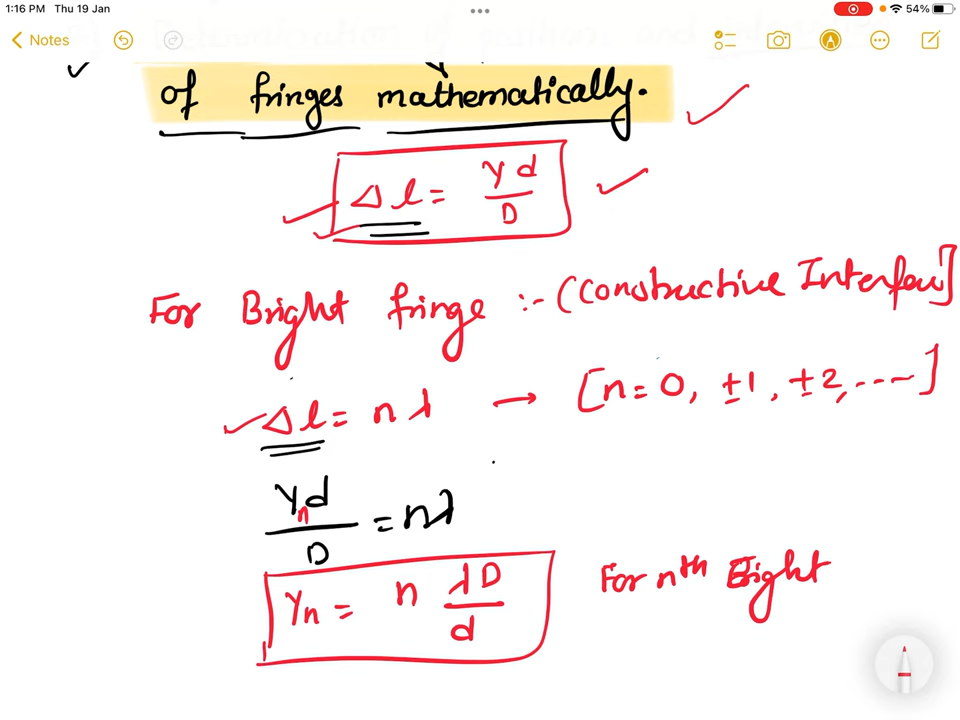 1:16 PM Thu 19 Jan
54%
Notes
of fringes mathematically.
Δl = yd/D
For Bright fringe :- (Constructive
Δl = nλ → [n = 0, ±1, ±2, ---]
yₙd/D = nλ
yₙ = n λD/d For nth Bright